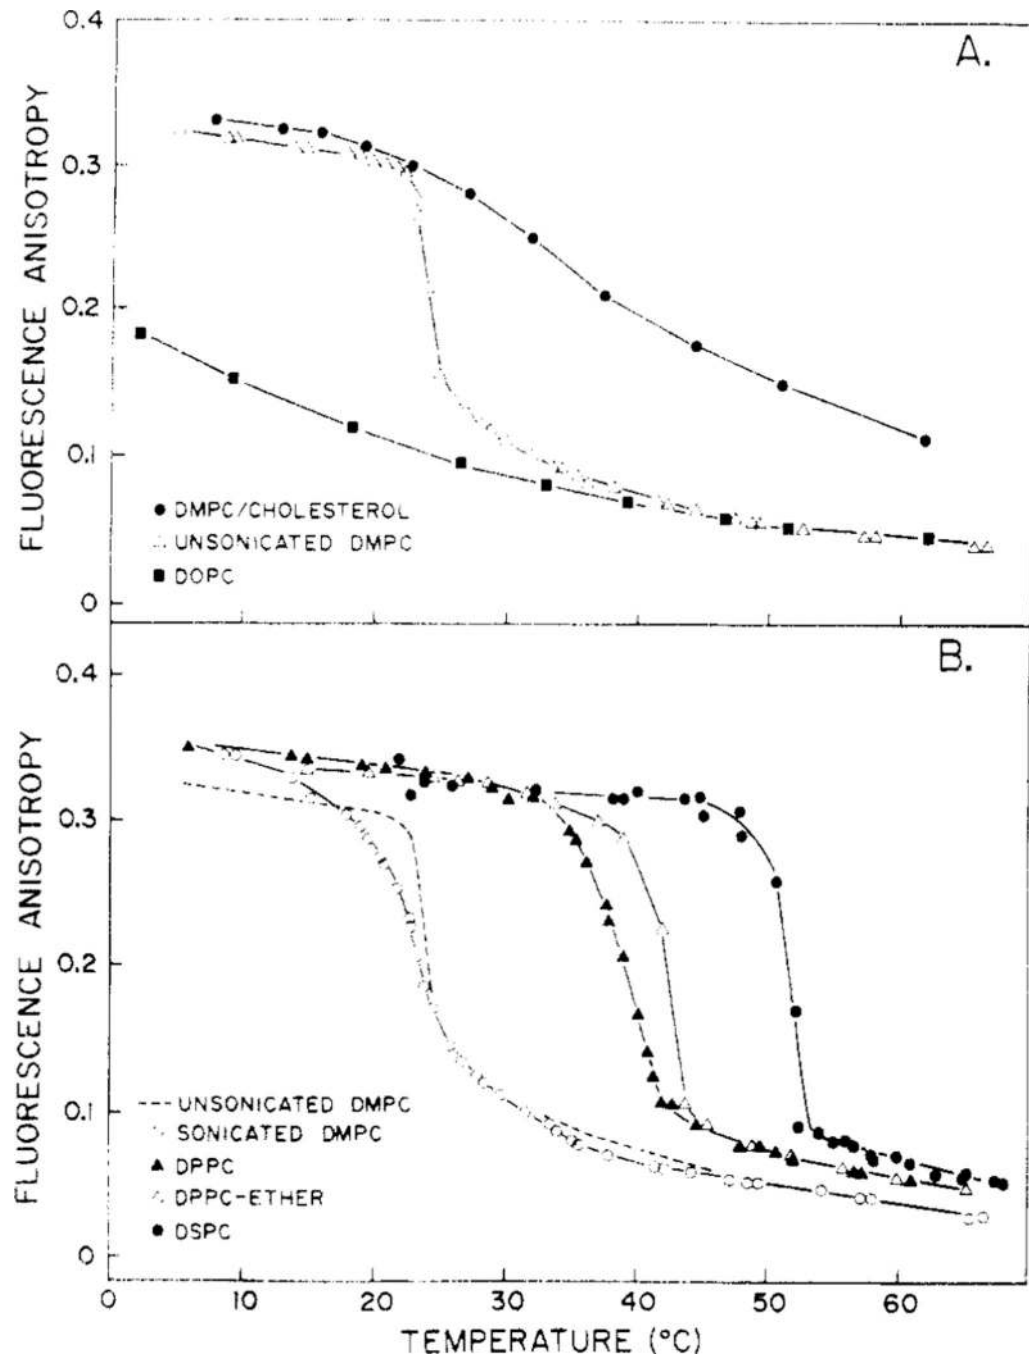 A.
FLUORESCENCE ANISOTROPY
0.4
0.3
0.2
0.1
0
DMPC/CHOLESTEROL
UNSONICATED DMPC
DOPC
B.
FLUORESCENCE ANISOTROPY
0.4
0.3
0.2
0.1
0
UNSONICATED DMPC
SONICATED DMPC
DPPC
DPPC-ETHER
DSPC
0 10 20 30 40 50 60
TEMPERATURE (°C)